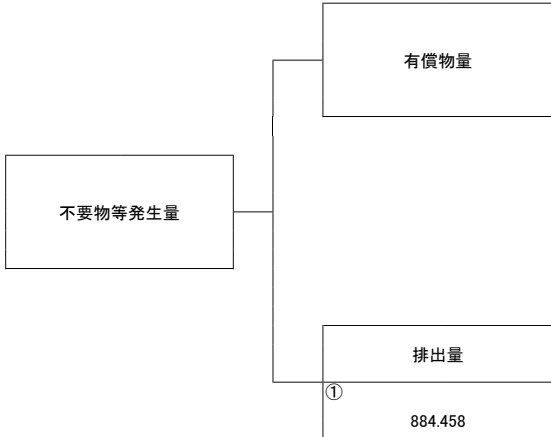 有償物量
不要物等発生量
排出量
①
884.458